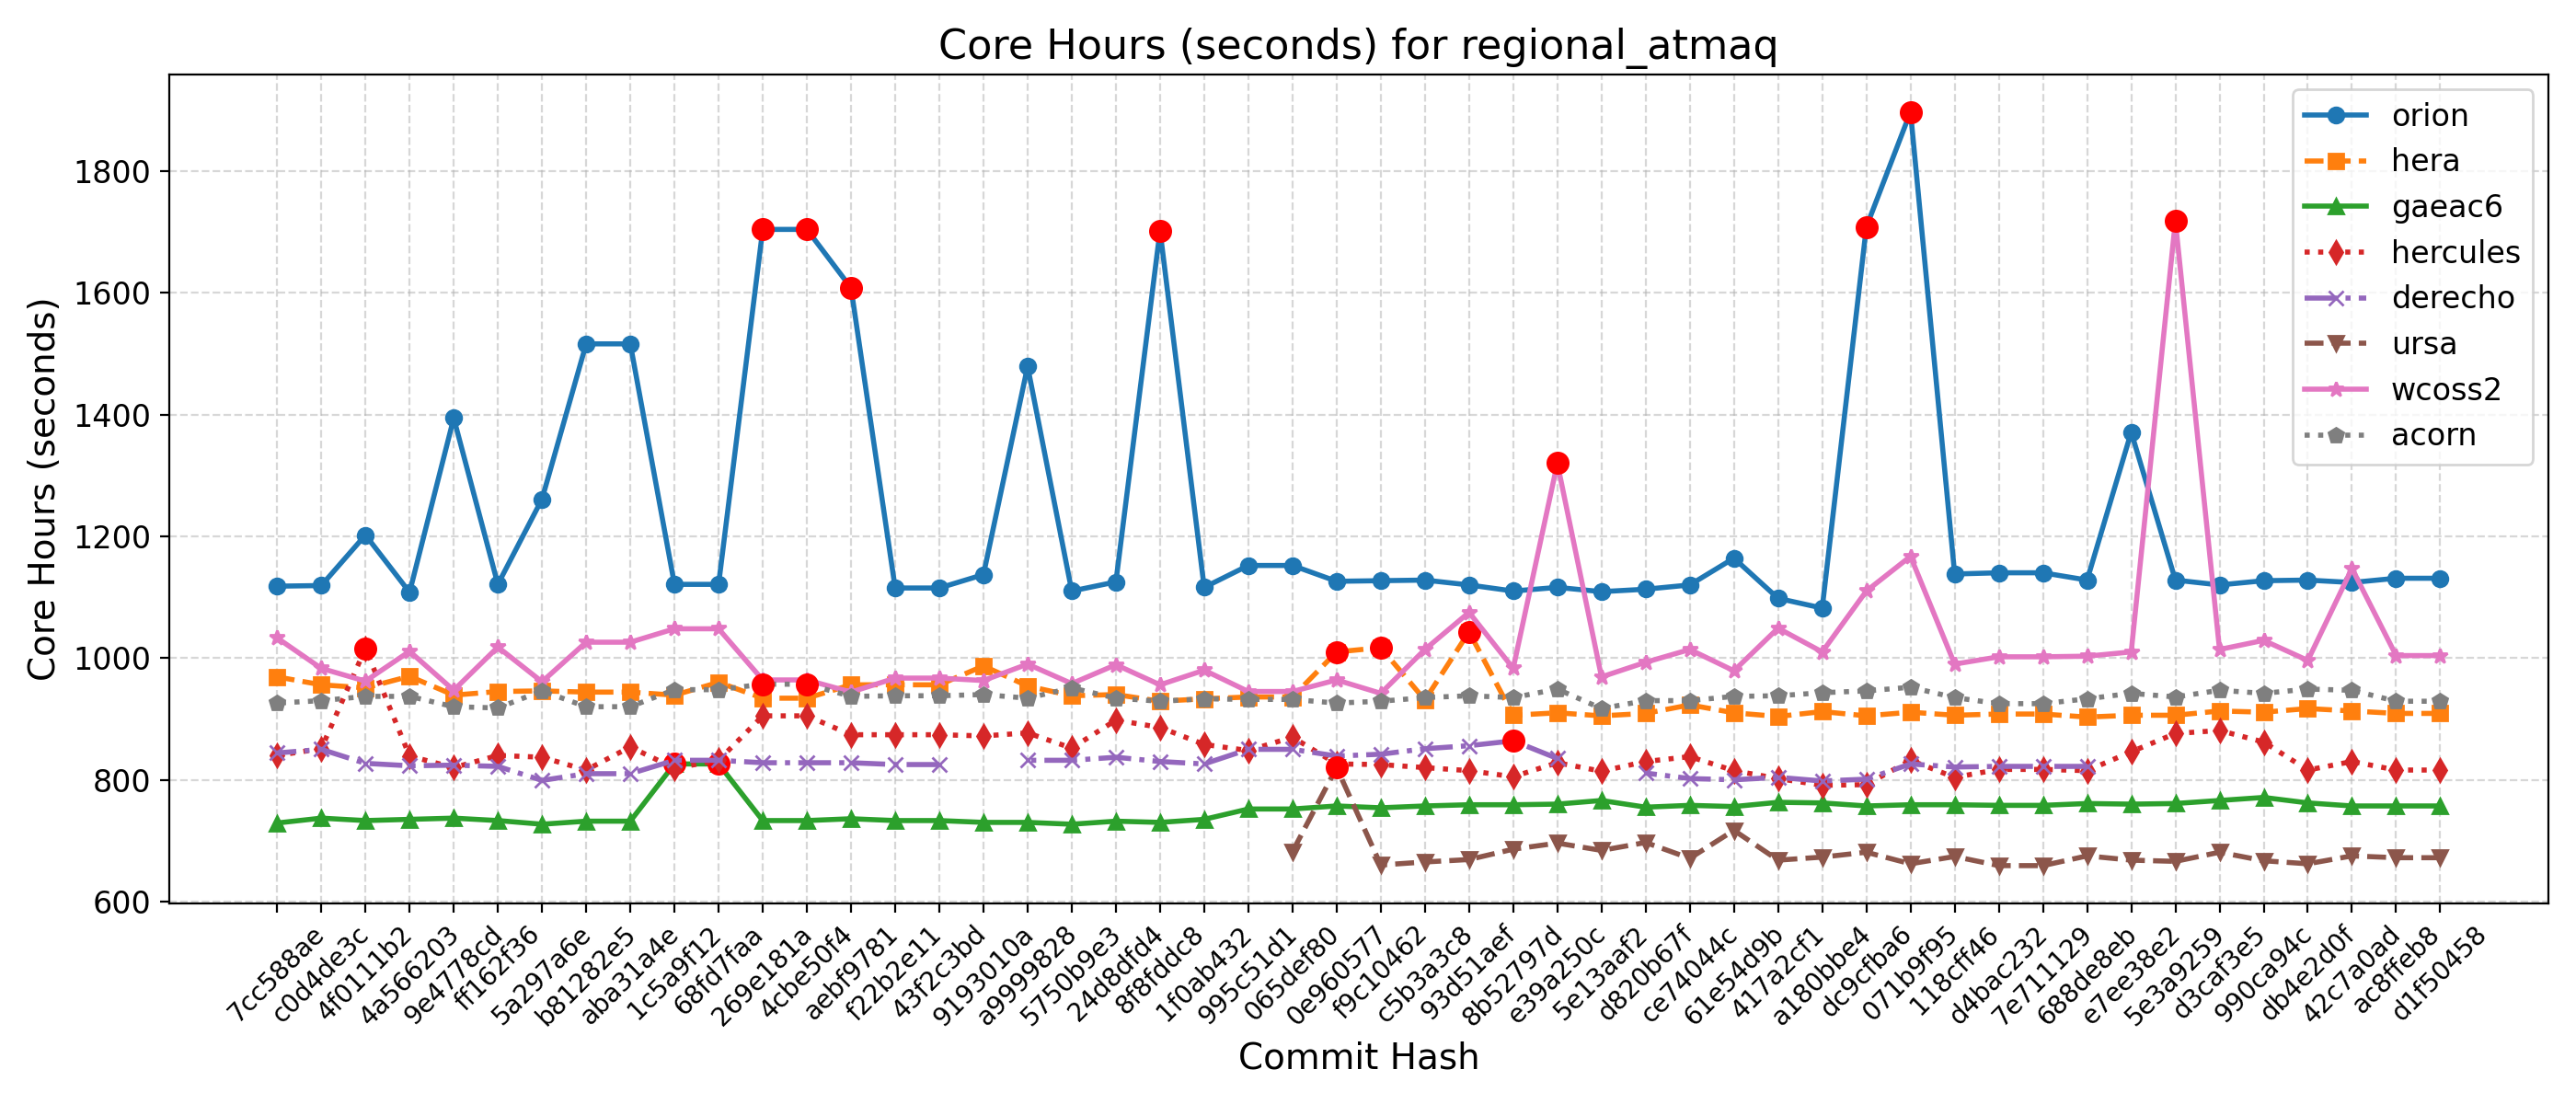 Core Hours (seconds) for regional_atmaq
Core Hours (seconds)
1800
1600
1400
1200
1000
800
600
orion
hera
gaeac6
hercules
derecho
ursa
wcoss2
acorn
7cc588ae
c0d4de3c
4f0111b2
4a566203
9e4778cd
ff162f36
5a297a6e
b81282e5
aba31a4e
1c5a9f12
68fd7faa
269e181a
4cbe50f4
aebf9781
f22b2e11
43f2c3bd
9193010a
a9999828
5750b9e3
24d8dfd4
8f8fddc8
1f0ab432
995c51d1
065def80
0e960577
f9c10462
c5b3a3c8
93d51aef
8b52797d
e39a250c
5e13aaf2
d820b67f
ce74044c
61e54d9b
417a2cf1
a180bbe4
dc9cfba6
071b9f95
118cff46
d4bac232
7e711129
688de8eb
e7ee38e2
5e3a9259
d3caf3e5
990ca94c
db4e2d0f
42c7a0ad
ac8ffeb8
d1f50458
Commit Hash